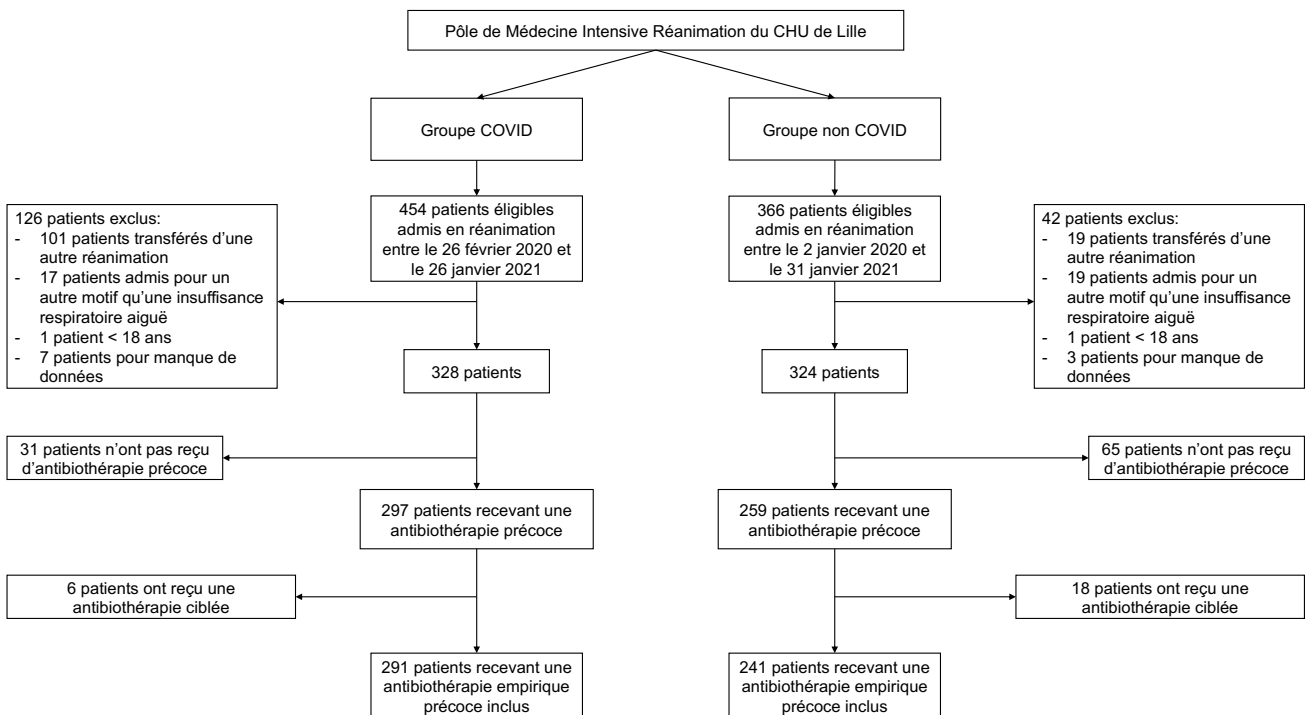 Pôle de Médecine Intensive Réanimation du CHU de Lille
Groupe COVID
Groupe non COVID
454 patients éligibles
admis en réanimation
entre le 26 février 2020 et
le 26 janvier 2021
366 patients éligibles
admis en réanimation
entre le 2 janvier 2020 et
le 31 janvier 2021
126 patients exclus:
- 101 patients transférés d'une
autre réanimation
- 17 patients admis pour un
autre motif qu'une insuffisance
respiratoire aiguë
- 1 patient < 18 ans
- 7 patients pour manque de
données
42 patients exclus:
- 19 patients transférés d'une
autre réanimation
- 19 patients admis pour un
autre motif qu'une insuffisance
respiratoire aiguë
- 1 patient < 18 ans
- 3 patients pour manque de
données
328 patients
324 patients
31 patients n'ont pas reçu
d'antibiothérapie précoce
65 patients n'ont pas reçu
d'antibiothérapie précoce
297 patients recevant une
antibiothérapie précoce
259 patients recevant une
antibiothérapie précoce
6 patients ont reçu une
antibiothérapie ciblée
18 patients ont reçu une
antibiothérapie ciblée
291 patients recevant une
antibiothérapie empirique
précoce inclus
241 patients recevant une
antibiothérapie empirique
précoce inclus